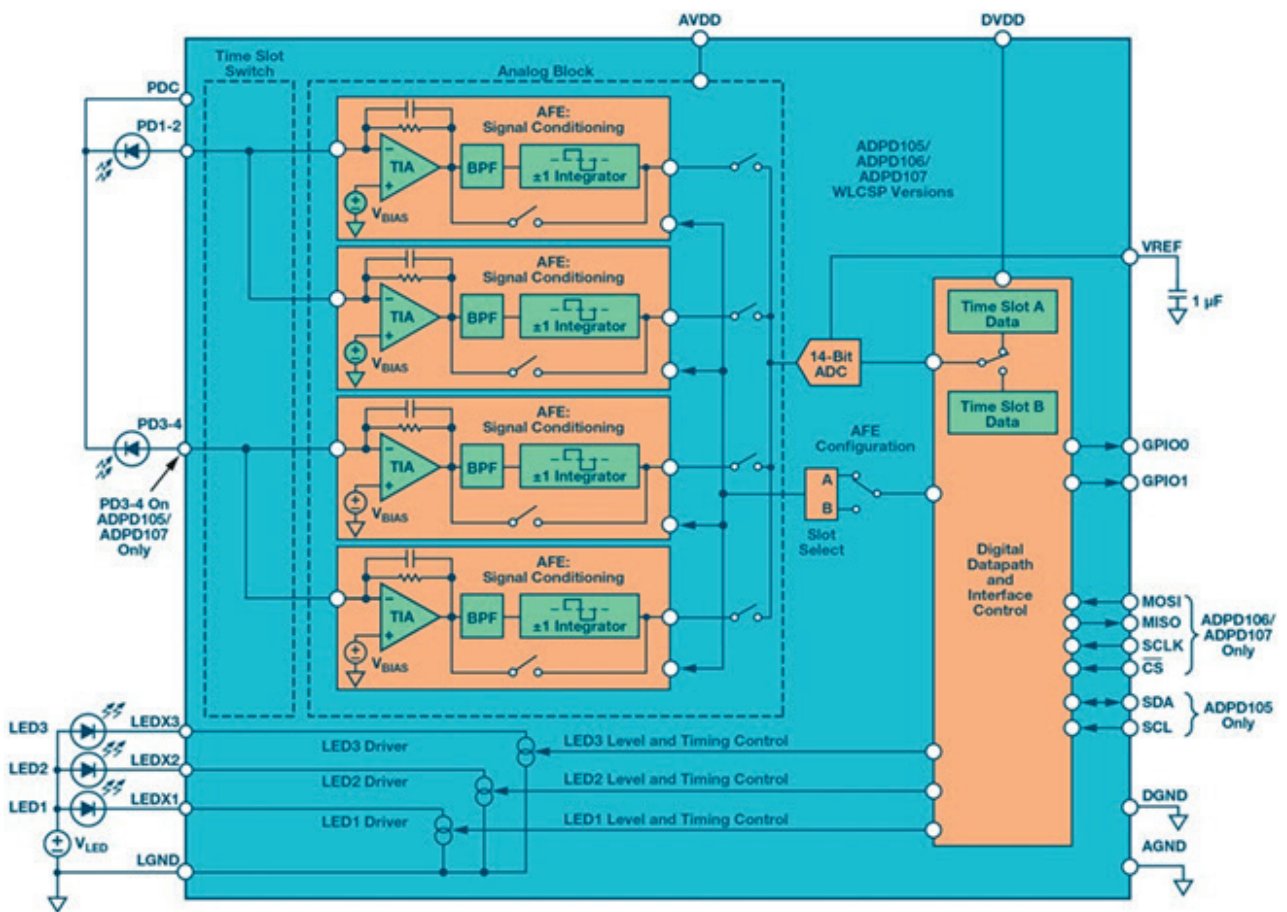 AVDD
DVDD
Time Slot
Switch
Analog Block
PDC
PD1-2
AFE:
Signal Conditioning
TIA
BPF
±1 Integrator
VBIAS
ADPD105/
ADPD106/
ADPD107
WLCSP Versions
VREF
1 µF
AFE:
Signal Conditioning
TIA
BPF
±1 Integrator
VBIAS
14-Bit
ADC
Time Slot A
Data
Time Slot B
Data
PD3-4
PD3-4 On
ADPD105/
ADPD107
Only
AFE:
Signal Conditioning
TIA
BPF
±1 Integrator
VBIAS
AFE
Configuration
A
B
Slot
Select
GPIO0
GPIO1
Digital
Datapath
and
Interface
Control
AFE:
Signal Conditioning
TIA
BPF
±1 Integrator
VBIAS
MOSI
MISO
SCLK
CS
ADPD106/
ADPD107
Only
SDA
SCL
ADPD105
Only
LED3
LEDX3
LED3 Driver
LED3 Level and Timing Control
LED2
LEDX2
LED2 Driver
LED2 Level and Timing Control
LED1
LEDX1
LED1 Driver
LED1 Level and Timing Control
VLED
LGND
DGND
AGND